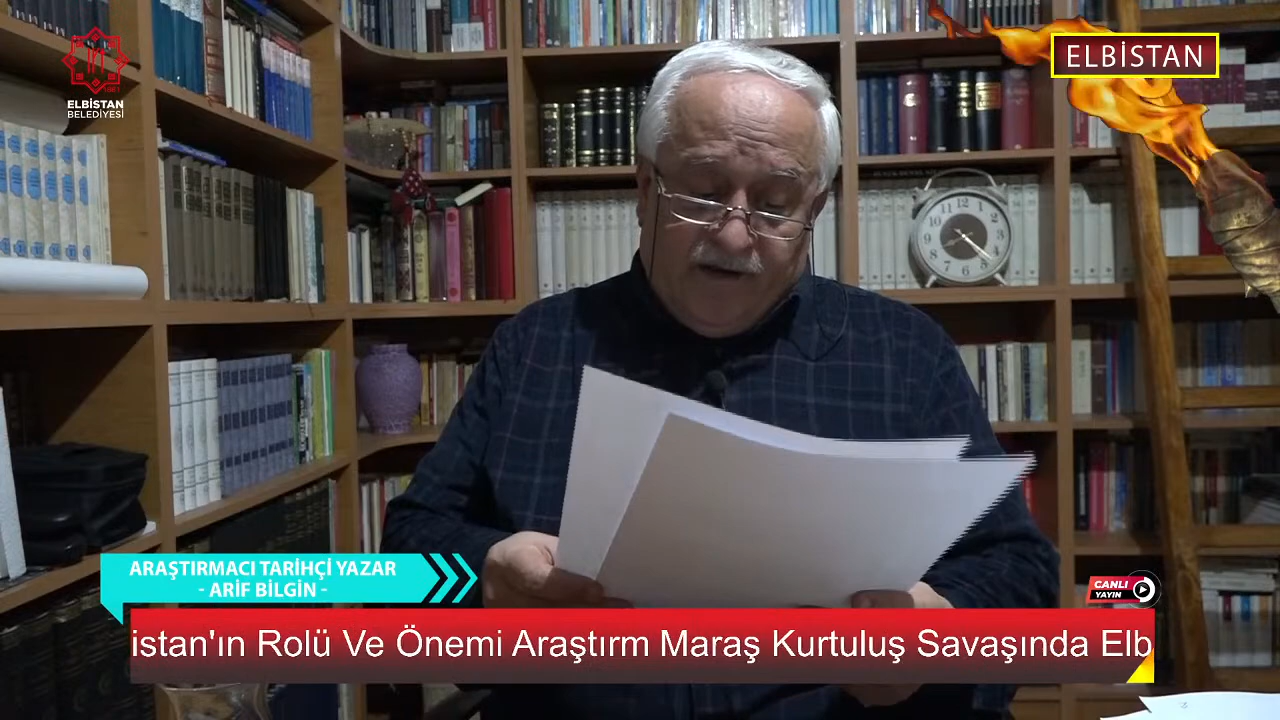 ELBİSTAN
BELEDİYESİ
ELBİSTAN
ARAŞTIRMACI TARİHÇİ YAZAR
- ARİF BİLGİN -
CANLI
YAYIN
istan'ın Rolü Ve Önemi Araştırm Maraş Kurtuluş Savaşında Elb